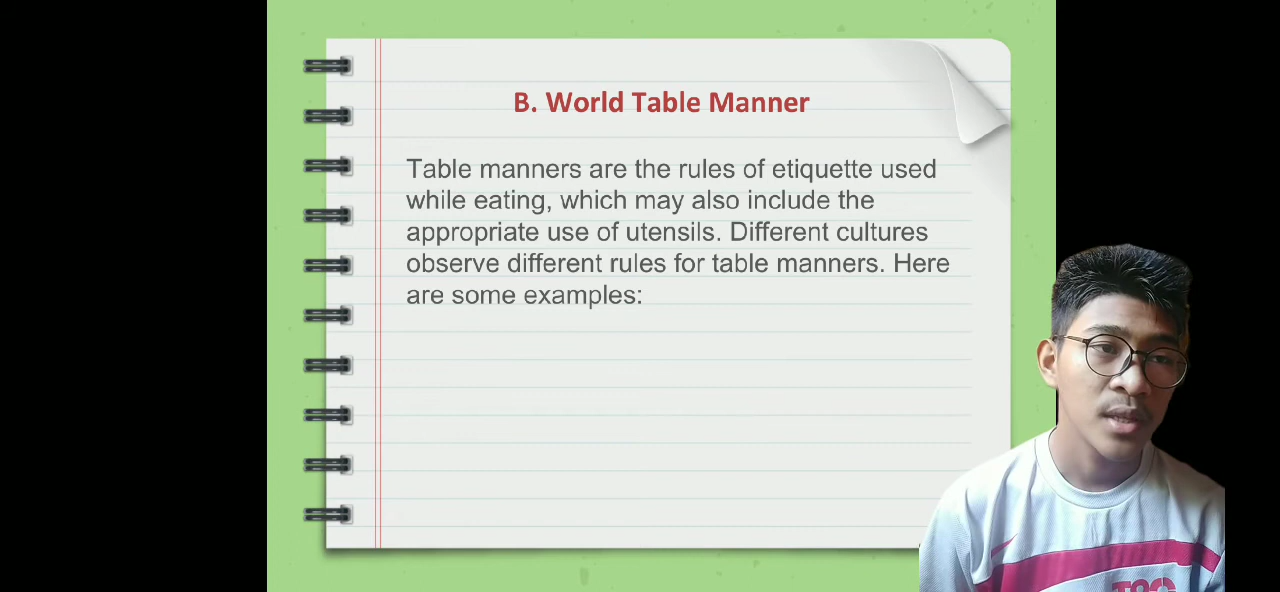 B. World Table Manner
Table manners are the rules of etiquette used
while eating, which may also include the
appropriate use of utensils. Different cultures
observe different rules for table manners. Here
are some examples: